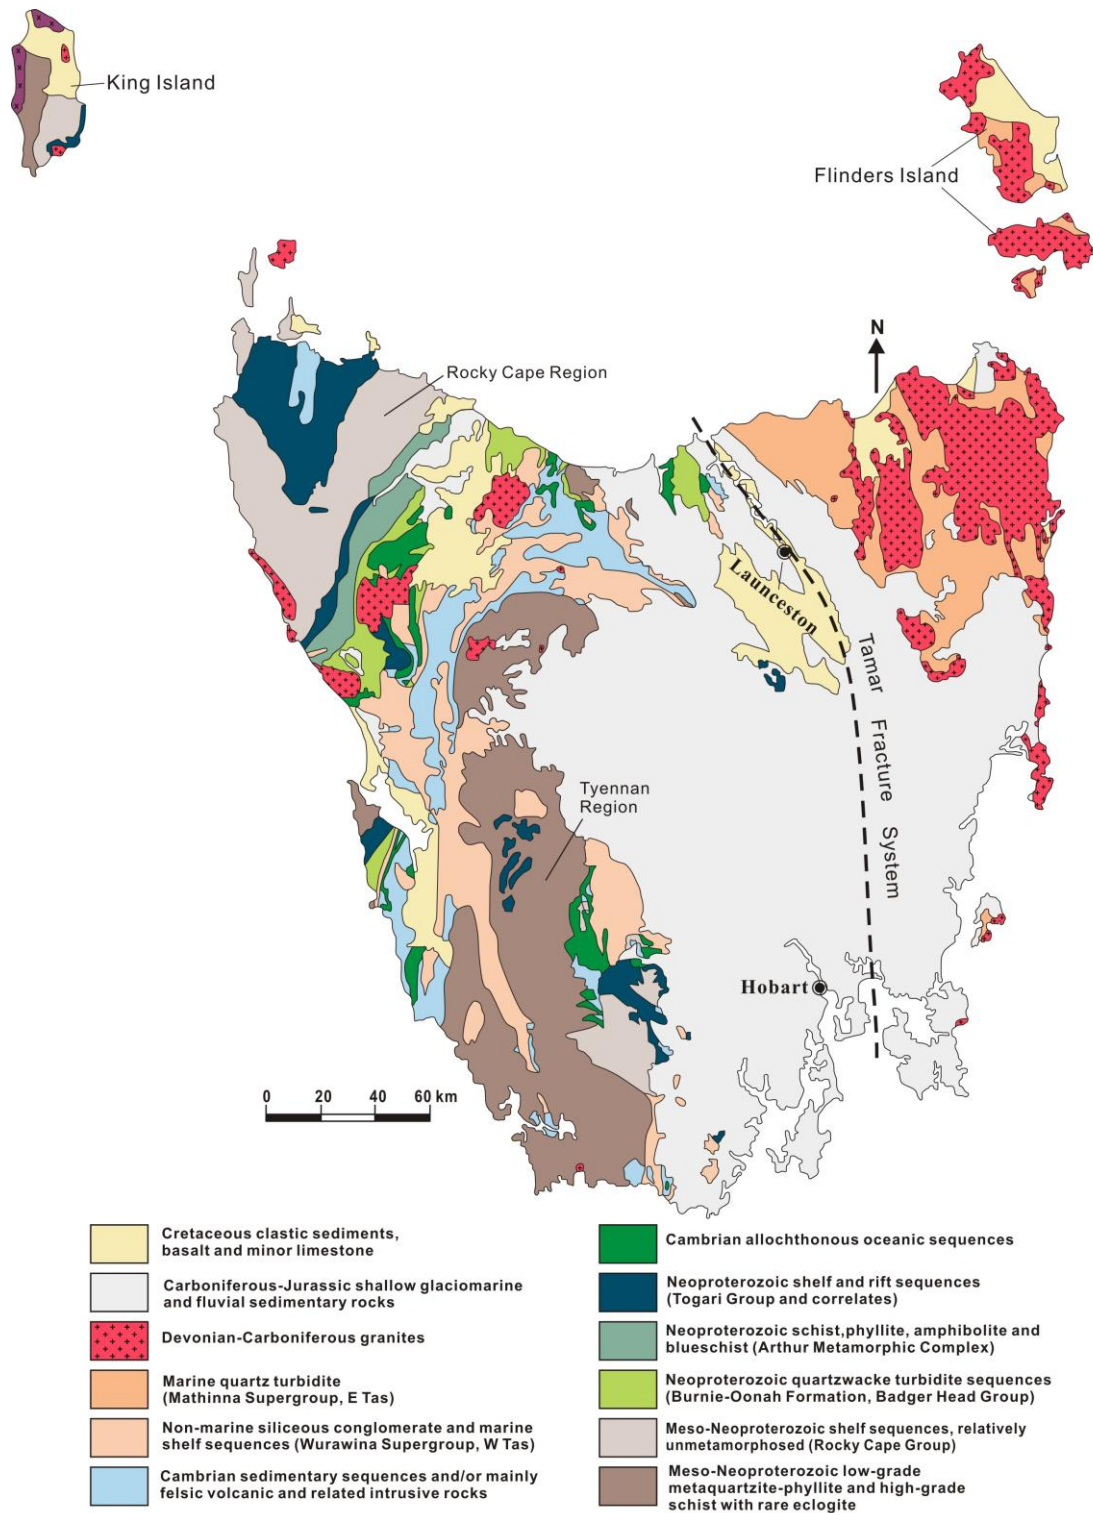 King Island
Flinders Island
N
Rocky Cape Region
Launceston
Tamar Fracture System
Tyennan
Region
Hobart
0 20 40 60 km
Cretaceous clastic sediments,
basalt and minor limestone
Carboniferous-Jurassic shallow glaciomarine
and fluvial sedimentary rocks
Devonian-Carboniferous granites
Marine quartz turbidite
(Mathinna Supergroup, E Tas)
Non-marine siliceous conglomerate and marine
shelf sequences (Wurawina Supergroup, W Tas)
Cambrian sedimentary sequences and/or mainly
felsic volcanic and related intrusive rocks
Cambrian allochthonous oceanic sequences
Neoproterozoic shelf and rift sequences
(Togari Group and correlates)
Neoproterozoic schist,phyllite, amphibolite and
blueschist (Arthur Metamorphic Complex)
Neoproterozoic quartzwacke turbidite sequences
(Burnie-Oonah Formation, Badger Head Group)
Meso-Neoproterozoic shelf sequences, relatively
unmetamorphosed (Rocky Cape Group)
Meso-Neoproterozoic low-grade
metaquartzite-phyllite and high-grade
schist with rare eclogite